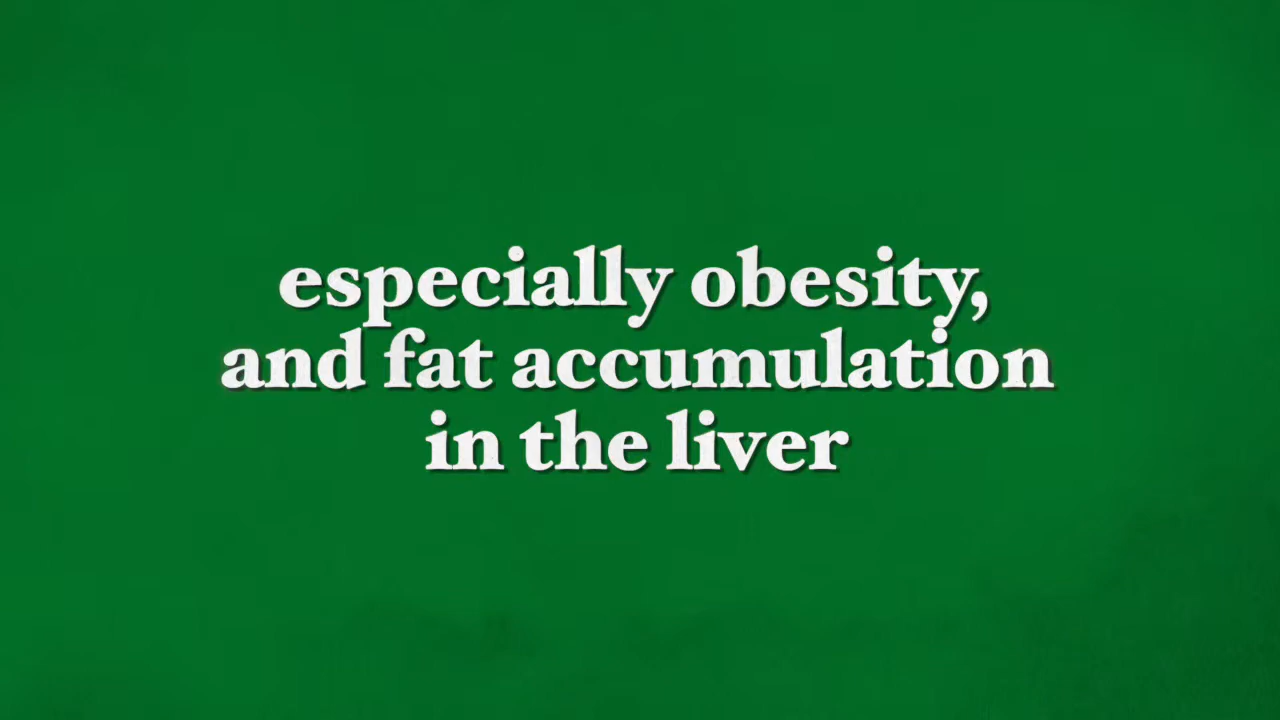 especially obesity,
and fat accumulation
in the liver